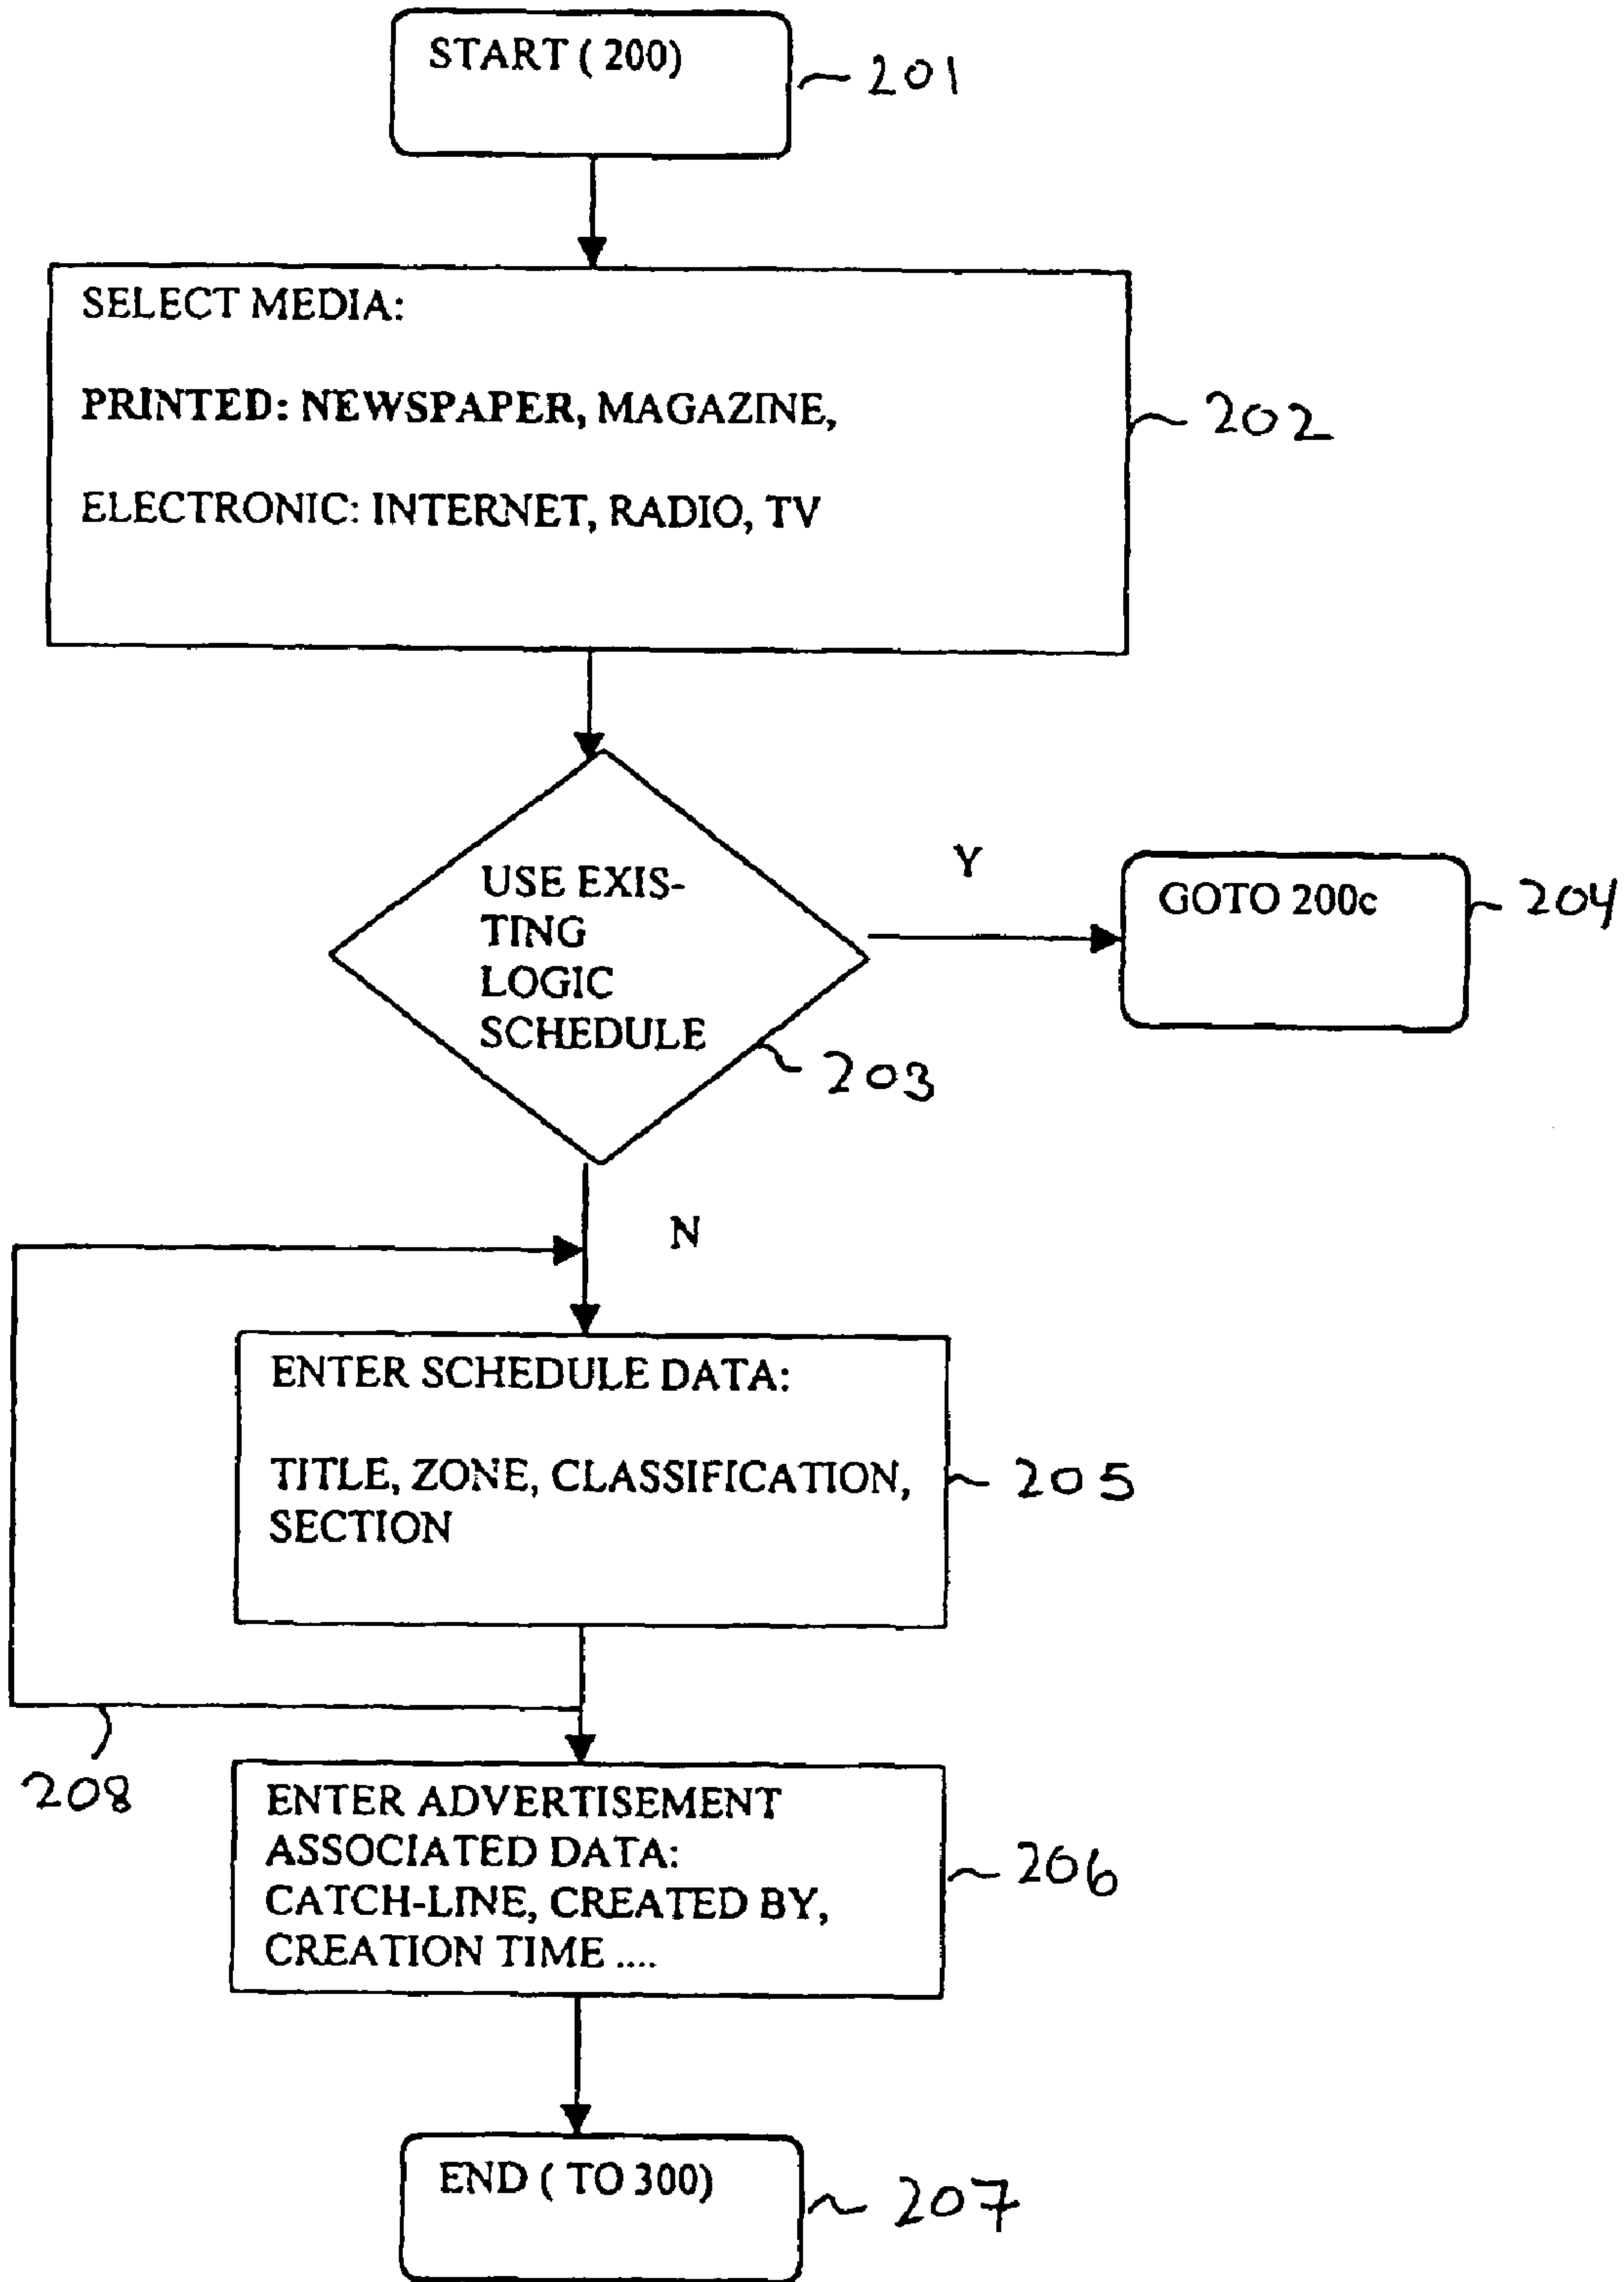 START ( 200)
201
SELECT MEDIA:
PRINTED: NEWSPAPER, MAGAZINE,
ELECTRONIC: INTERNET, RADIO, TV
202
USE EXIS-
TING
LOGIC
SCHEDULE
203
Y
GOTO 200c
204
N
ENTER SCHEDULE DATA:
TITLE, ZONE, CLASSIFICATION,
SECTION
205
208
ENTER ADVERTISEMENT
ASSOCIATED DATA:
CATCH-LINE, CREATED BY,
CREATION TIME ....
206
END ( TO 300)
207